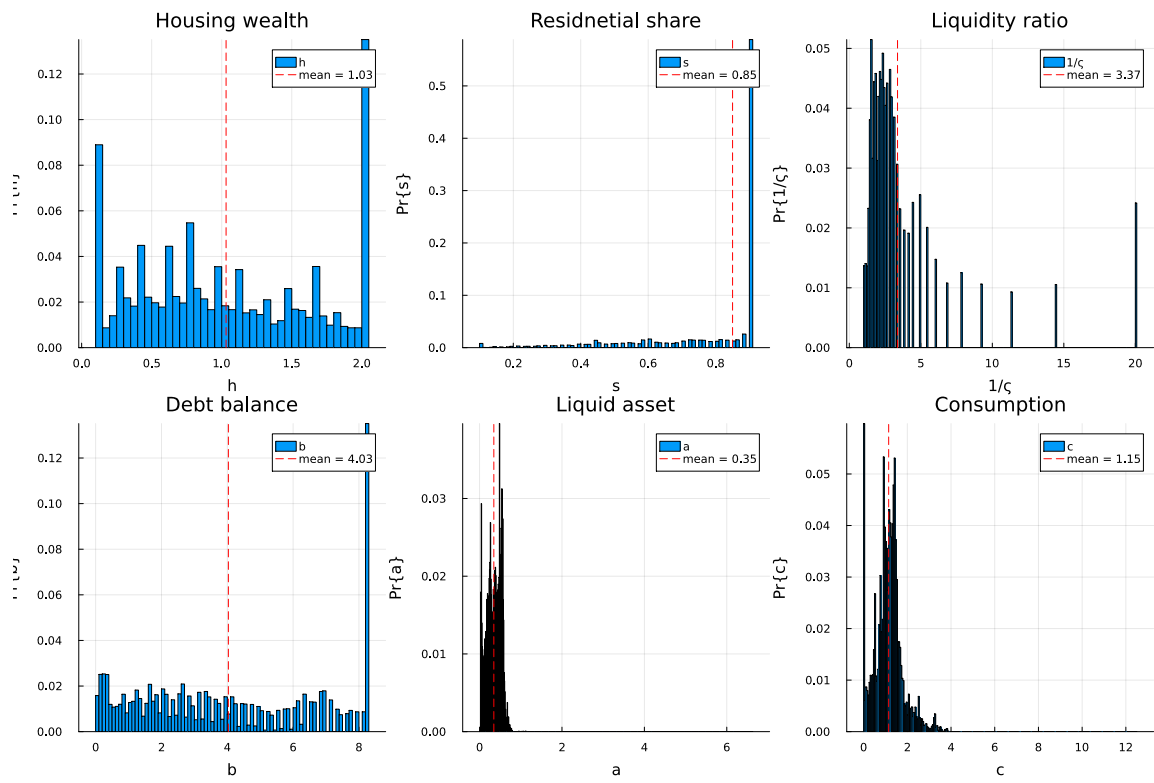 Housing wealth
0.12
0.10
0.08
0.06
0.04
0.02
0.00
h
mean = 1.03
0.0
0.5
1.0
1.5
2.0
h
Residnetial share
Pr{s}
0.5
0.4
0.3
0.2
0.1
0.0
s
mean = 0.85
0.2
0.4
0.6
0.8
s
Liquidity ratio
Pr{1/ς}
0.05
0.04
0.03
0.02
0.01
0.00
1/ς
mean = 3.37
0
5
10
15
20
1/ς
Debt balance
0.12
0.10
0.08
0.06
0.04
0.02
0.00
b
mean = 4.03
0
2
4
6
8
b
Liquid asset
Pr{a}
0.03
0.02
0.01
0.00
a
mean = 0.35
0
2
4
6
a
Consumption
Pr{c}
0.05
0.04
0.03
0.02
0.01
0.00
c
mean = 1.15
0
2
4
6
8
10
12
c